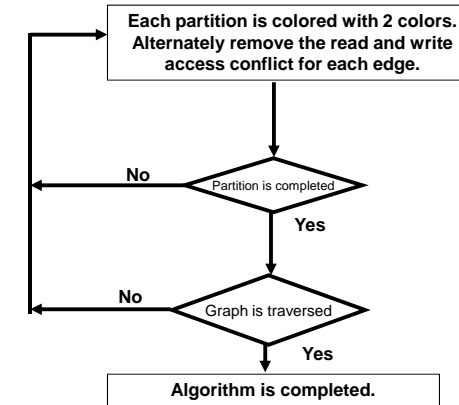 Each partition is colored with 2 colors.
Alternately remove the read and write
access conflict for each edge.
No
Partition is completed
Yes
No
Graph is traversed
Yes
Algorithm is completed.